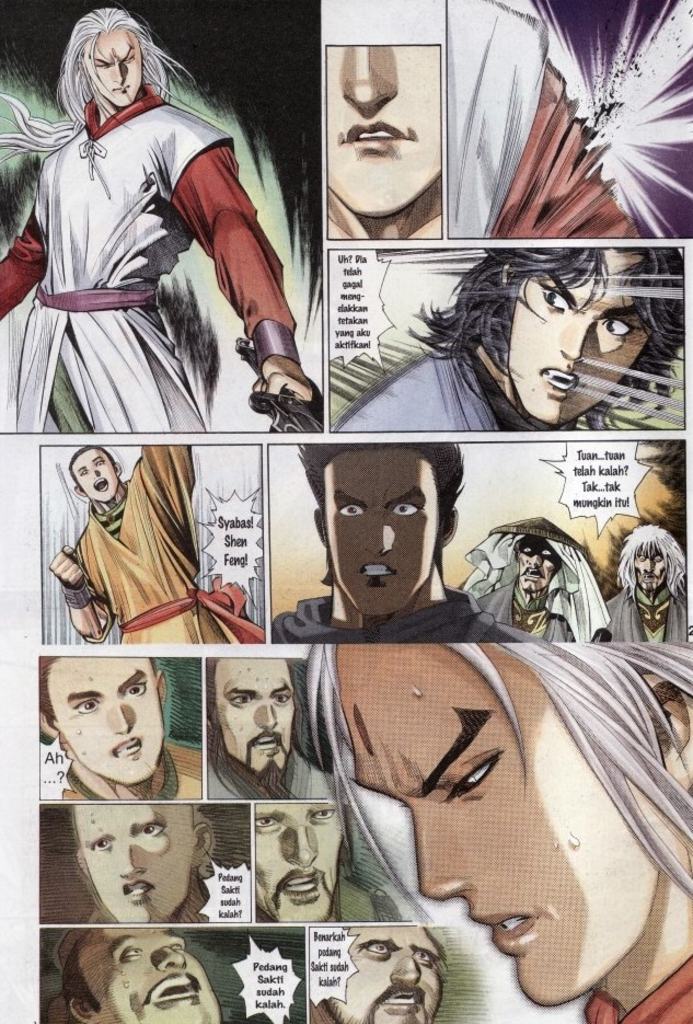 Uh? Dia
telah
gagal
meng-
elakkan
tetakan
yang aku
aktifkan!
Syabas!
Shen
Feng!
Tuan...tuan
telah kalah?
Tak...tak
mungkin itu!
2
Ah
...?
Pedang
Sakti
sudah
kalah?
Pedang
Sakti
sudah
kalah.
Benarkah
pedang
Sakti sudah
kalah?